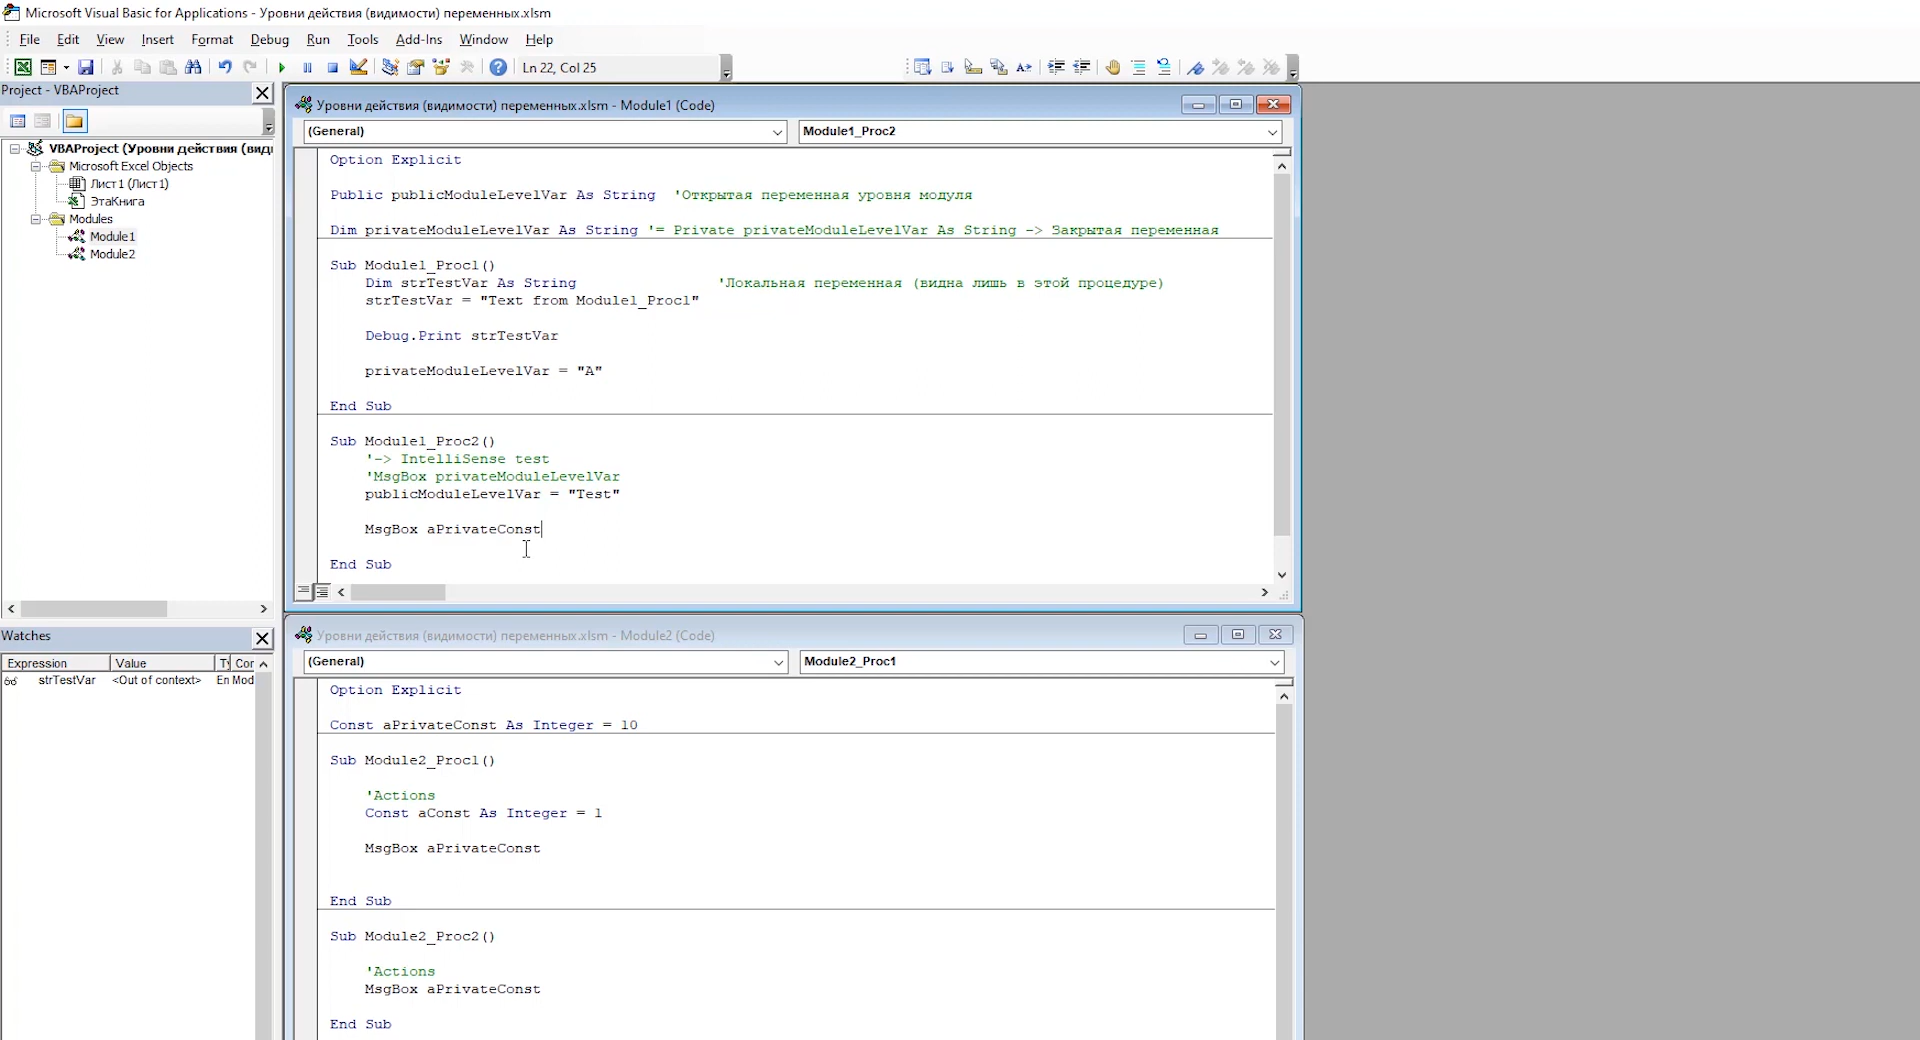 Microsoft Visual Basic for Applications - Уровни действия (видимости) переменных.xlsm
File Edit View Insert Format Debug Run Tools Add-Ins Window Help
Ln 22, Col 25
Project - VBAProject
VBAProject (Уровни действия (вид
Microsoft Excel Objects
Лист1 (Лист1)
ЭтаКнига
Modules
Module1
Module2
Watches
Expression Value Ty Cor
strTestVar <Out of context> Em Mod
Уровни действия (видимости) переменных.xlsm - Module1 (Code)
(General) Module1_Proc2
Option Explicit
Public publicModuleLevelVar As String 'Открытая переменная уровня модуля
Dim privateModuleLevelVar As String '= Private privateModuleLevelVar As String -> Закрытая переменная
Sub Module1_Proc1()
Dim strTestVar As String 'Локальная переменная (видна лишь в этой процедуре)
strTestVar = "Text from Module1_Proc1"
Debug.Print strTestVar
privateModuleLevelVar = "A"
End Sub
Sub Module1_Proc2()
'-> IntelliSense test
'MsgBox privateModuleLevelVar
publicModuleLevelVar = "Test"
MsgBox aPrivateConst
End Sub
Уровни действия (видимости) переменных.xlsm - Module2 (Code)
(General) Module2_Proc1
Option Explicit
Const aPrivateConst As Integer = 10
Sub Module2_Proc1()
'Actions
Const aConst As Integer = 1
MsgBox aPrivateConst
End Sub
Sub Module2_Proc2()
'Actions
MsgBox aPrivateConst
End Sub